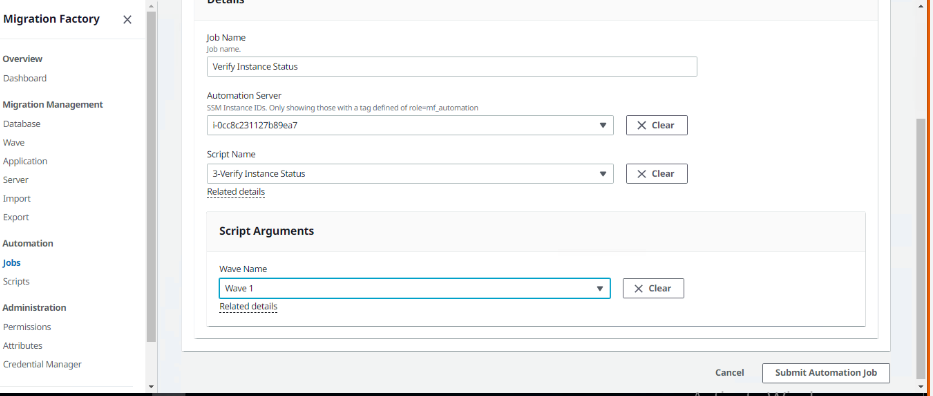 Migration Factory
Overview
Dashboard
Migration Management
Database
Wave
Application
Server
Import
Export
Automation
Jobs
Scripts
Administration
Permissions
Attributes
Credential Manager
Details
Job Name
Job name.
Verify Instance Status
Automation Server
SSM Instance IDs. Only showing those with a tag defined of role=mf_automation
i-0cc8c231127b89ea7
Clear
Script Name
3-Verify Instance Status
Clear
Related details
Script Arguments
Wave Name
Wave 1
Clear
Related details
Cancel
Submit Automation Job